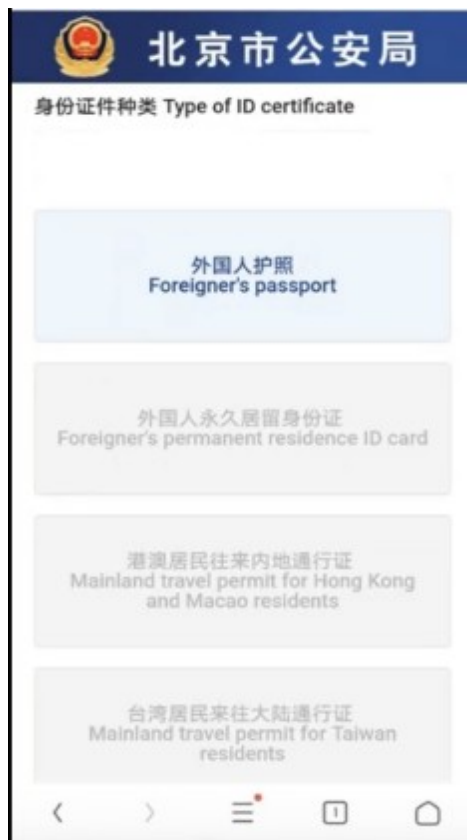 北京市公安局
身份证件种类 Type of ID certificate
外国人护照
Foreigner's passport
外国人永久居留身份证
Foreigner's permanent residence ID card
港澳居民往来内地通行证
Mainland travel permit for Hong Kong
and Macao residents
台湾居民来往大陆通行证
Mainland travel permit for Taiwan
residents
1